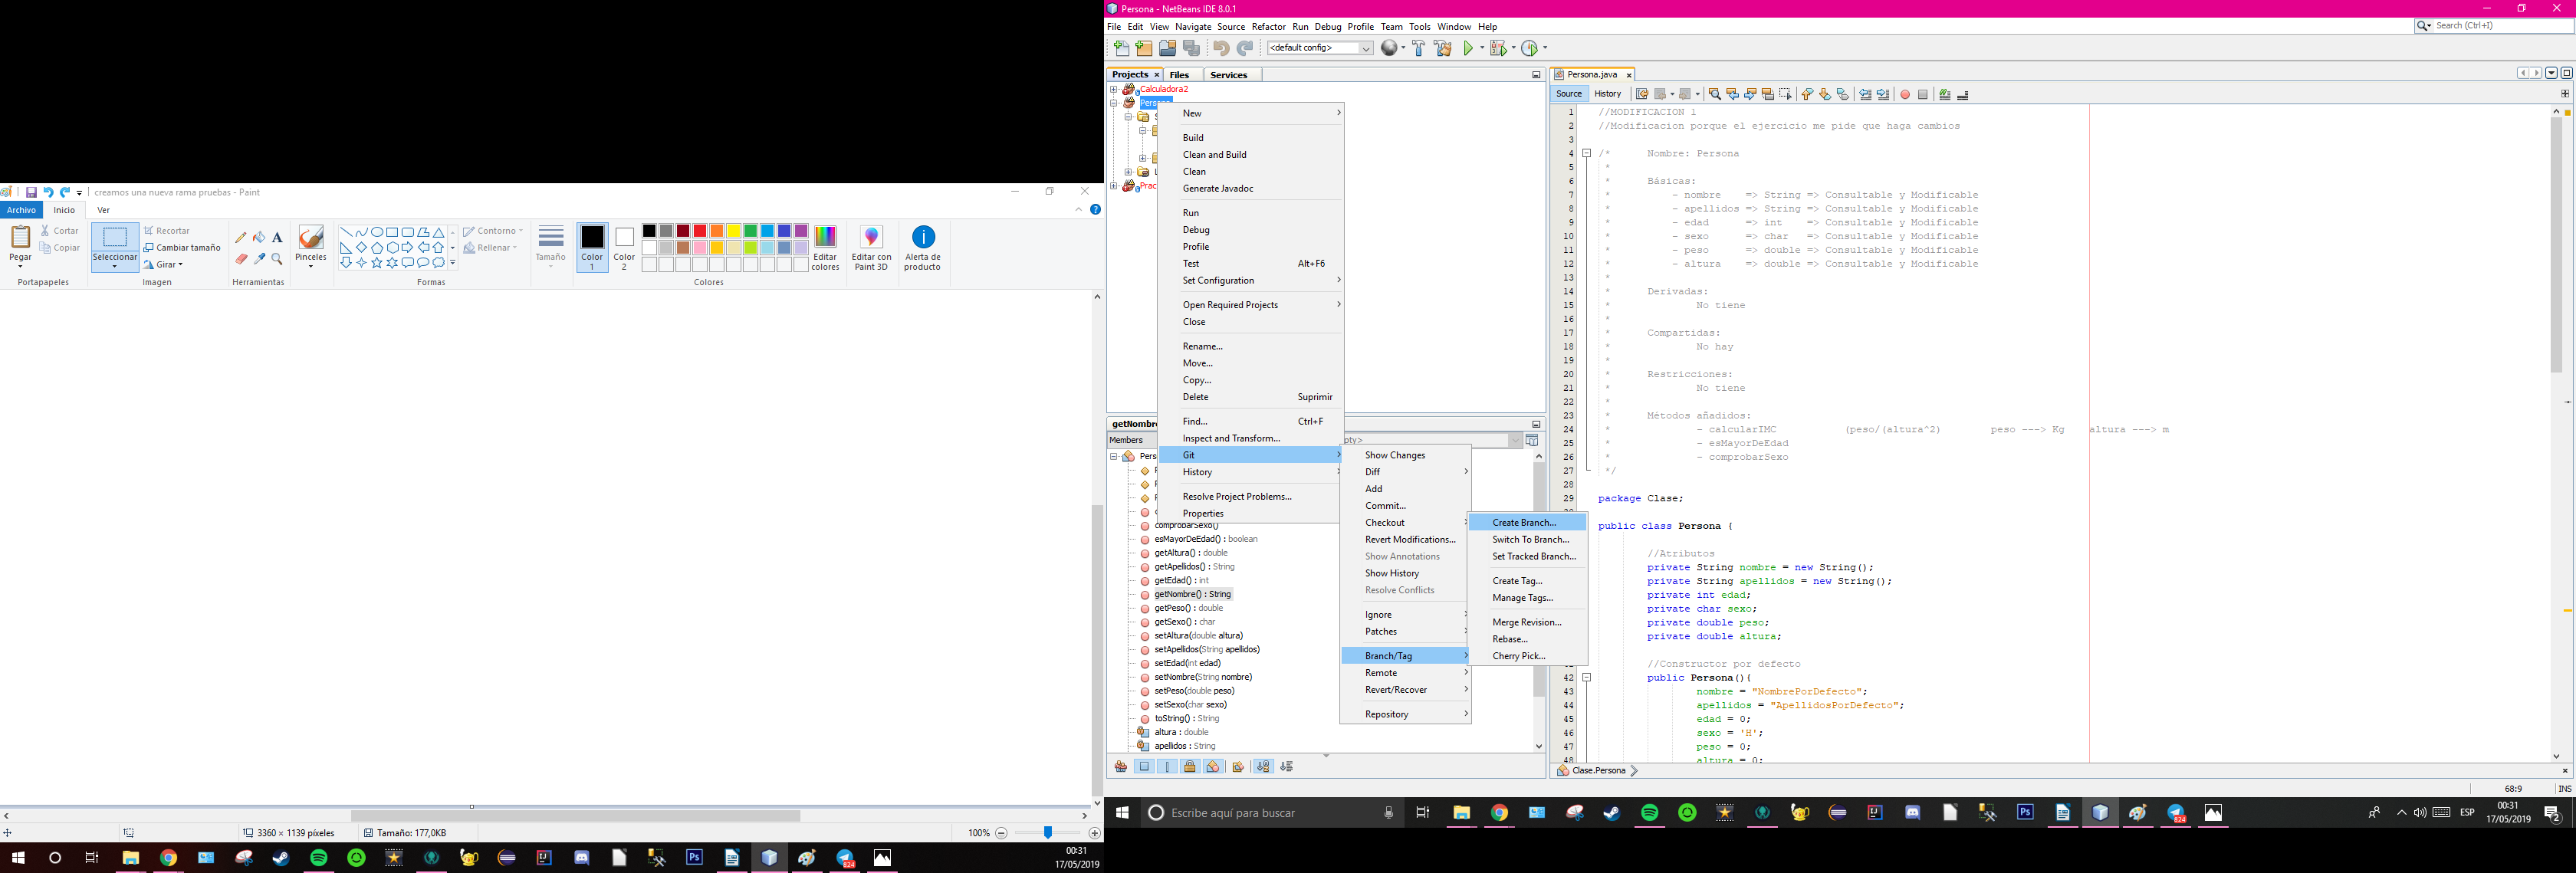 creamos una nueva rama pruebas - Paint
Archivo Inicio Ver
Pegar
Cortar
Copiar
Portapapeles
Seleccionar
Recortar
Cambiar tamaño
Girar
Imagen
Herramientas
Pinceles
Formas
Contorno
Rellenar
Tamaño
Color 1
Color 2
Editar colores
Colores
Editar con Paint 3D
Alerta de producto
3360 × 1139 píxeles
Tamaño: 177,0KB
100%
00:31
17/05/2019
Persona - NetBeans IDE 8.0.1
File Edit View Navigate Source Refactor Run Debug Profile Team Tools Window Help
Search (Ctrl+I)
<default config>
Projects Files Services
Calculadora2
Persona
Prac
New
Build
Clean and Build
Clean
Generate Javadoc
Run
Debug
Profile
Test Alt+F6
Set Configuration
Open Required Projects
Close
Rename...
Move...
Copy...
Delete Suprimir
Find... Ctrl+F
Inspect and Transform...
Git
History
Resolve Project Problems...
Properties
Show Changes
Diff
Add
Commit...
Checkout
Revert Modifications...
Show Annotations
Show History
Resolve Conflicts
Ignore
Patches
Branch/Tag
Remote
Revert/Recover
Repository
Create Branch...
Switch To Branch...
Set Tracked Branch...
Create Tag...
Manage Tags...
Merge Revision...
Rebase...
Cherry Pick...
getNombre
Members
pty>
Pers
comprobarSexo()
esMayorDeEdad() : boolean
getAltura() : double
getApellidos() : String
getEdad() : int
getNombre() : String
getPeso() : double
getSexo() : char
setAltura(double altura)
setApellidos(String apellidos)
setEdad(int edad)
setNombre(String nombre)
setPeso(double peso)
setSexo(char sexo)
toString() : String
altura : double
apellidos : String
Persona.java
Source History
1 //MODIFICACION 1
2 //Modificacion porque el ejercicio me pide que haga cambios
3
4 /* Nombre: Persona
5 *
6 * Básicas:
7 * - nombre => String => Consultable y Modificable
8 * - apellidos => String => Consultable y Modificable
9 * - edad => int => Consultable y Modificable
10 * - sexo => char => Consultable y Modificable
11 * - peso => double => Consultable y Modificable
12 * - altura => double => Consultable y Modificable
13 *
14 * Derivadas:
15 * No tiene
16 *
17 * Compartidas:
18 * No hay
19 *
20 * Restricciones:
21 * No tiene
22 *
23 * Métodos añadidos:
24 * - calcularIMC (peso/(altura^2) peso ---> Kg altura ---> m
25 * - esMayorDeEdad
26 * - comprobarSexo
27 */
28
29 package Clase;
public class Persona {
//Atributos
private String nombre = new String();
private String apellidos = new String();
private int edad;
private char sexo;
private double peso;
private double altura;
//Constructor por defecto
42 public Persona(){
43 nombre = "NombrePorDefecto";
44 apellidos = "ApellidosPorDefecto";
45 edad = 0;
46 sexo = 'H';
47 peso = 0;
48 altura = 0;
Clase.Persona
68:9 INS
Escribe aquí para buscar
ESP
00:31
17/05/2019